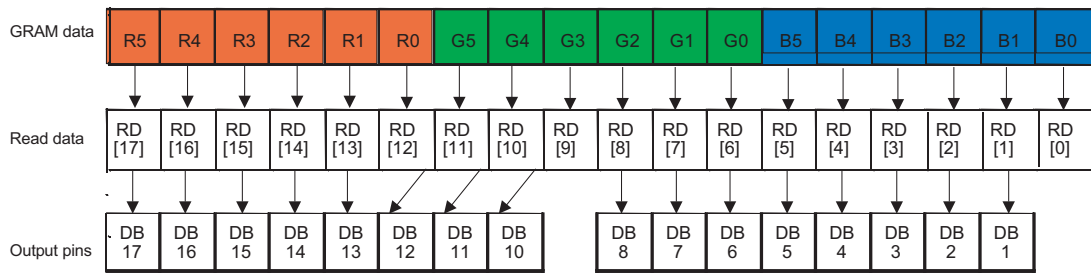 GRAM data R5 R4 R3 R2 R1 R0 G5 G4 G3 G2 G1 G0 B5 B4 B3 B2 B1 B0
Read data
RD RD RD RD RD RD RD RD RD RD RD RD RD RD RD RD RD RD
[17] [16] [15] [14] [13] [12] [11] [10] [9] [8] [7] [6] [5] [4] [3] [2] [1] [0]
Output pins
DB DB DB DB DB DB DB DB DB DB DB DB DB DB DB DB
17 16 15 14 13 12 11 10 8 7 6 5 4 3 2 1